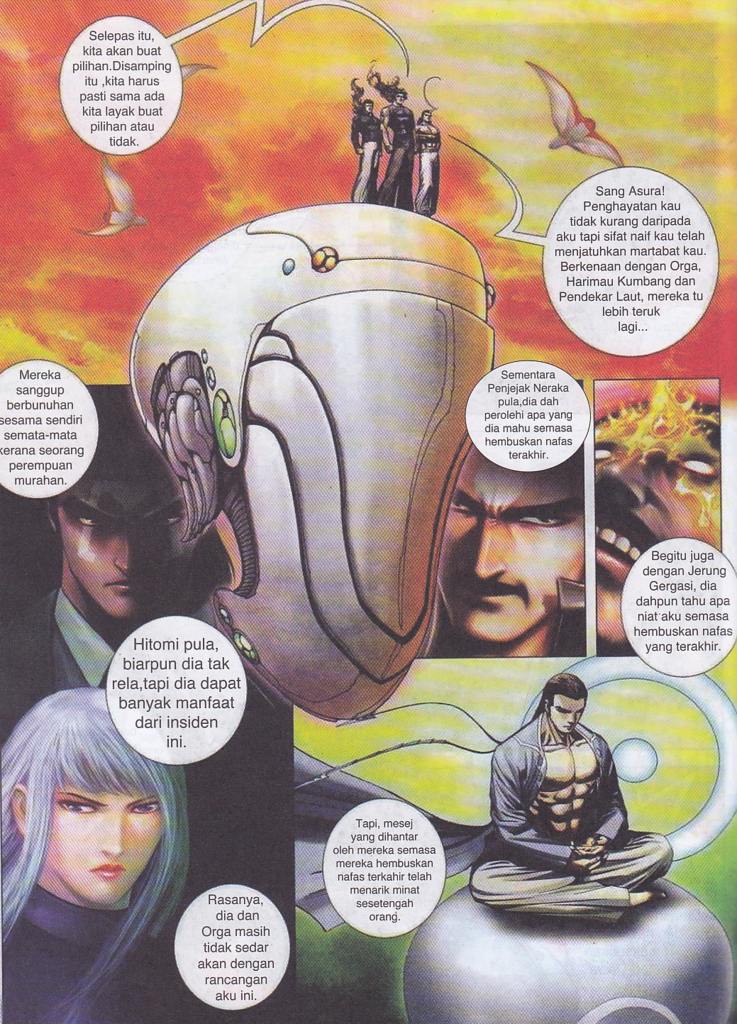 Selepas itu,
kita akan buat
pilihan.Disamping
itu ,kita harus
pasti sama ada
kita layak buat
pilihan atau
tidak.
Sang Asura!
Penghayatan kau
tidak kurang daripada
aku tapi sifat naif kau telah
menjatuhkan martabat kau.
Berkenaan dengan Orga,
Harimau Kumbang dan
Pendekar Laut, mereka tu
lebih teruk
lagi...
Mereka
sanggup
berbunuhan
sesama sendiri
semata-mata
kerana seorang
perempuan
murahan.
Sementara
Penjejak Neraka
pula,dia dah
perolehi apa yang
dia mahu semasa
hembuskan nafas
terakhir.
Begitu juga
dengan Jerung
Gergasi, dia
dahpun tahu apa
niat aku semasa
hembuskan nafas
yang terakhir.
Hitomi pula,
biarpun dia tak
rela,tapi dia dapat
banyak manfaat
dari insiden
ini.
Tapi, mesej
yang dihantar
oleh mereka semasa
mereka hembuskan
nafas terkahir telah
menarik minat
sesetengah
orang.
Rasanya,
dia dan
Orga masih
tidak sedar
akan dengan
rancangan
aku ini.